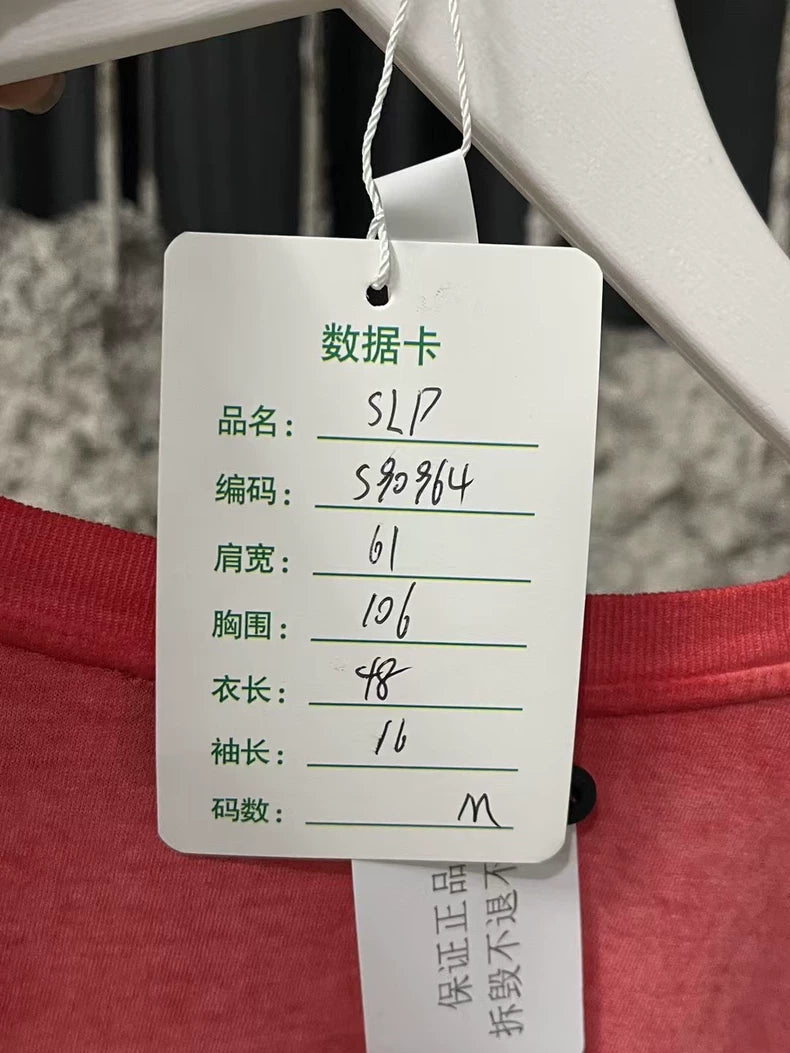 数据卡
品名: SLP
编码: S90964
肩宽: 61
胸围: 106
衣长: 48
袖长: 16
码数: M
保证正品
拆毁不退不